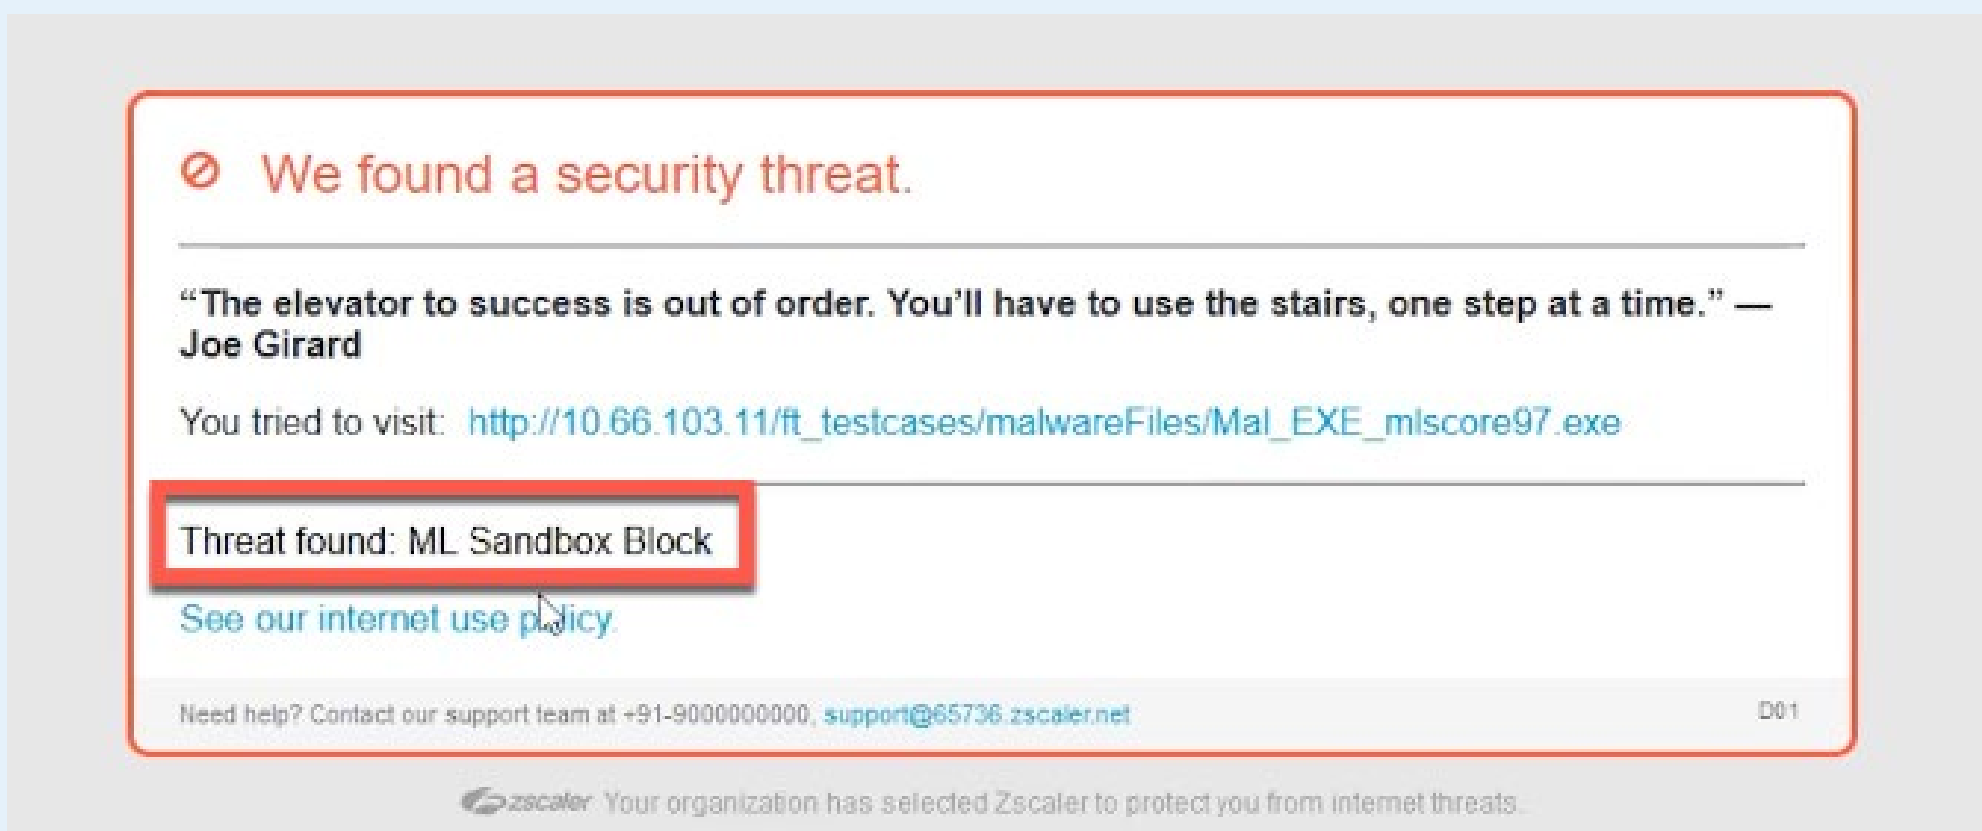 We found a security threat.
“The elevator to success is out of order. You’ll have to use the stairs, one step at a time.” —
Joe Girard
You tried to visit: http://10.66.103.11/ft_testcases/malwareFiles/Mal_EXE_mlscore97.exe
Threat found: ML Sandbox Block
See our internet use policy.
Need help? Contact our support team at +91-9000000000, support@65736.zscaler.net
D01
zscaler Your organization has selected Zscaler to protect you from internet threats.